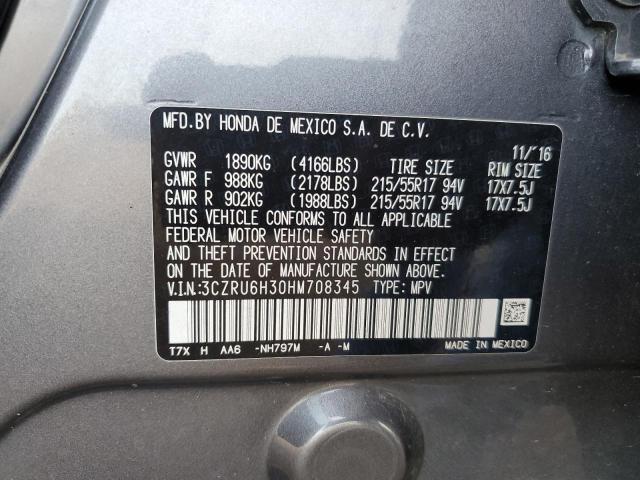 MFD.BY HONDA DE MEXICO S.A. DE C.V.
11/'16
GVWR 1890KG (4166LBS) TIRE SIZE RIM SIZE
GAWR F 988KG (2178LBS) 215/55R17 94V 17X7.5J
GAWR R 902KG (1988LBS) 215/55R17 94V 17X7.5J
THIS VEHICLE CONFORMS TO ALL APPLICABLE
FEDERAL MOTOR VEHICLE SAFETY
AND THEFT PREVENTION STANDARDS IN EFFECT
ON THE DATE OF MANUFACTURE SHOWN ABOVE.
V.I.N:3CZRU6H30HM708345 TYPE: MPV
T7X H AA6 -NH797M -A -M MADE IN MEXICO